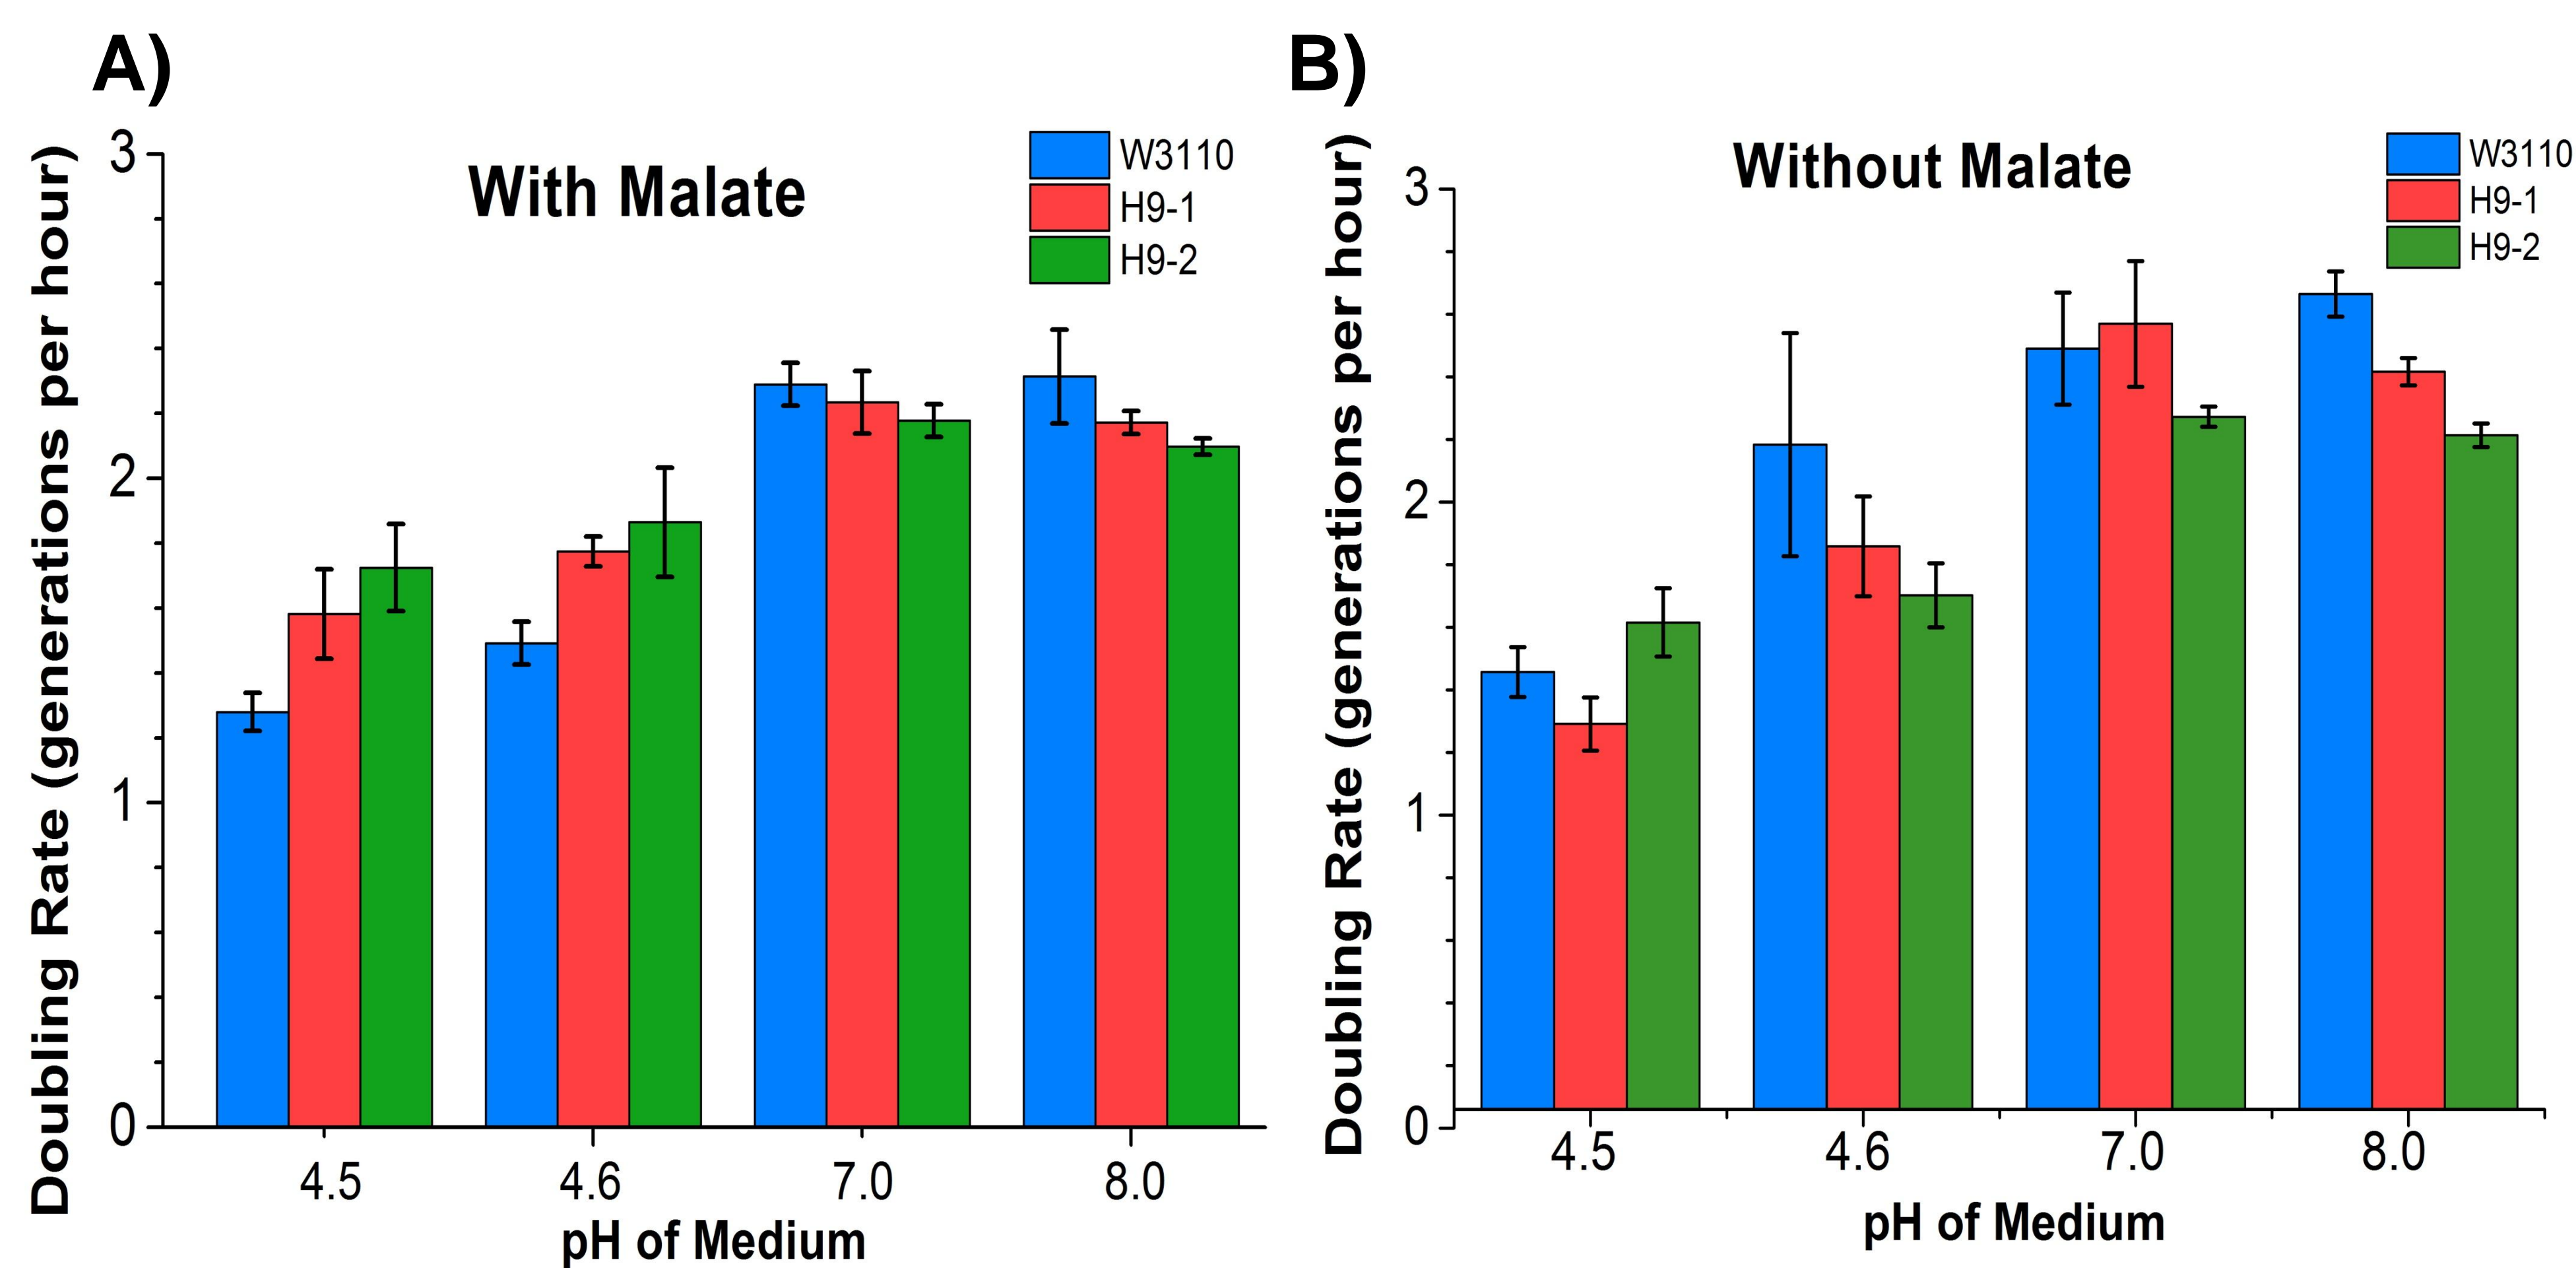 A)
With Malate
W3110
H9-1
H9-2
Doubling Rate (generations per hour)
3
2
1
0
4.5 4.6 7.0 8.0
pH of Medium
B)
Without Malate
W3110
H9-1
H9-2
Doubling Rate (generations per hour)
3
2
1
0
4.5 4.6 7.0 8.0
pH of Medium